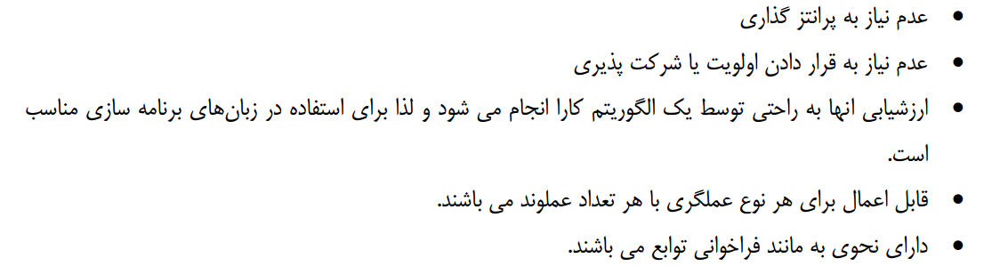 • عدم نیاز به پرانتز گذاری
• عدم نیاز به قرار دادن اولویت یا شرکت پذیری
• ارزشیابی انها به راحتی توسط یک الگوریتم کارا انجام می شود و لذا برای استفاده در زبان‌های برنامه سازی مناسب
است.
• قابل اعمال برای هر نوع عملگری با هر تعداد عملوند می باشند.
• دارای نحوی به مانند فراخوانی توابع می باشند.